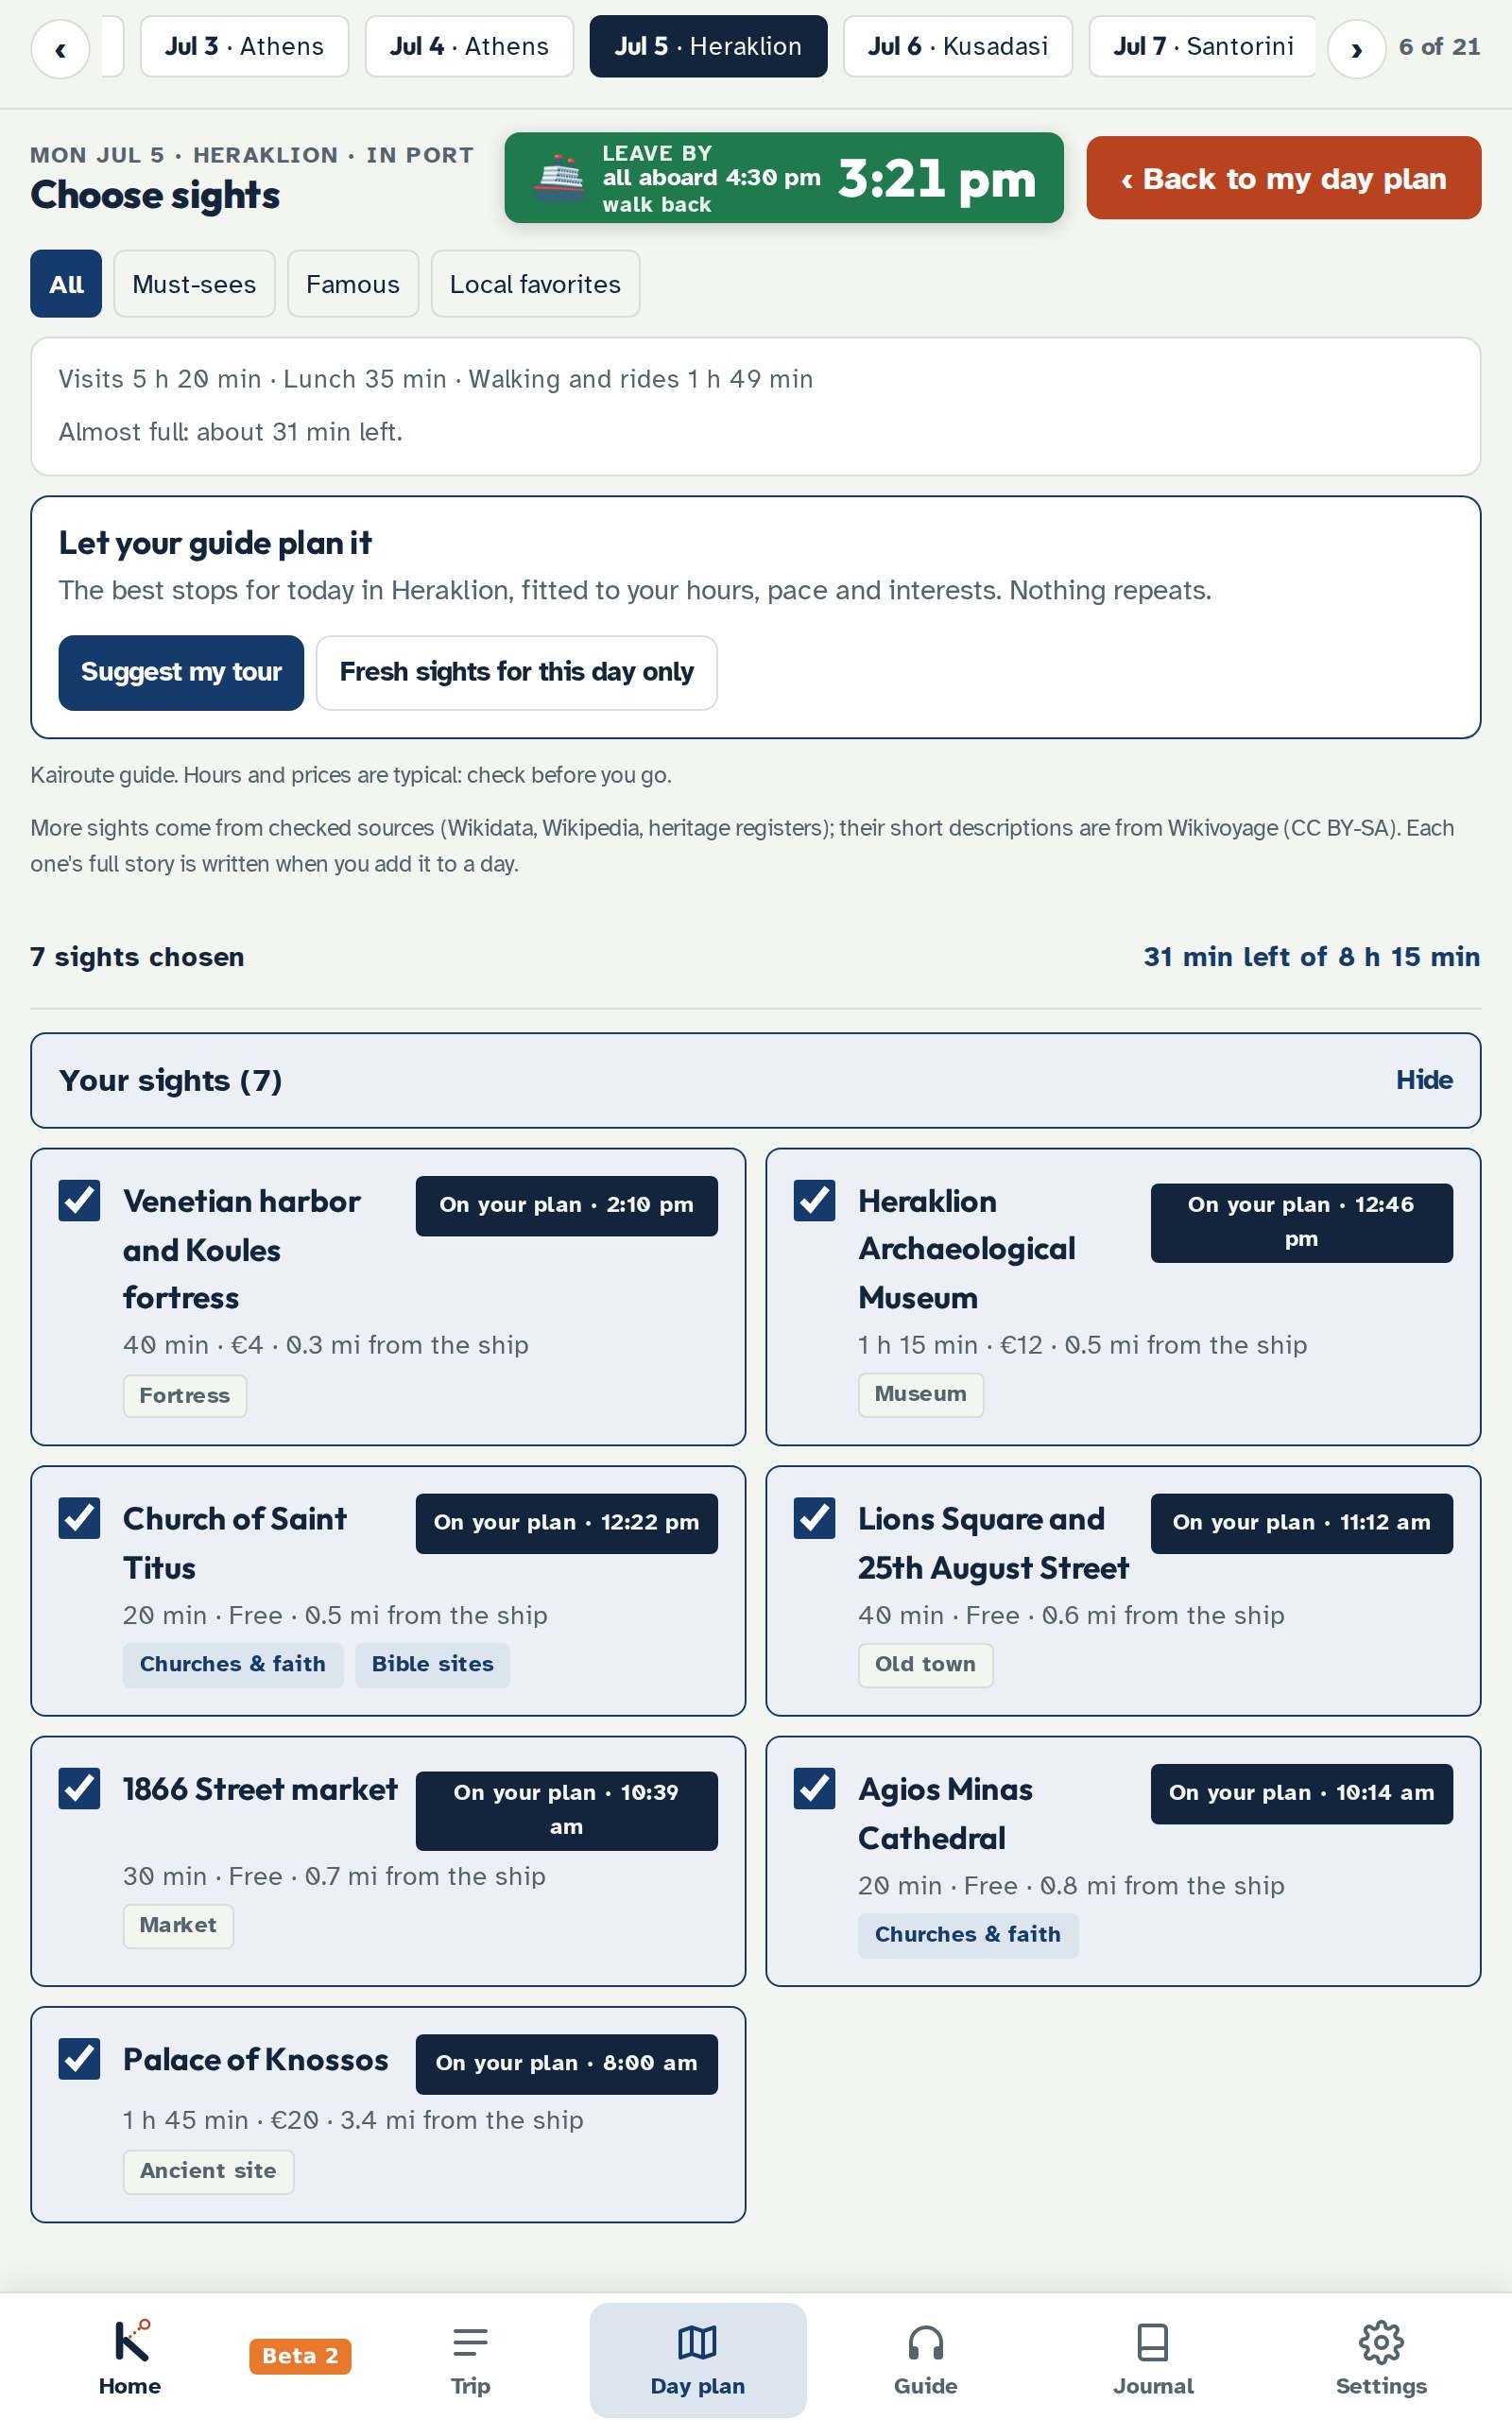 ‹
Jul 3 · Athens
Jul 4 · Athens
Jul 5 · Heraklion
Jul 6 · Kusadasi
Jul 7 · Santorini
›
6 of 21
MON JUL 5 · HERAKLION · IN PORT
Choose sights
LEAVE BY
all aboard 4:30 pm
walk back
3:21 pm
‹ Back to my day plan
All
Must-sees
Famous
Local favorites
Visits 5 h 20 min · Lunch 35 min · Walking and rides 1 h 49 min
Almost full: about 31 min left.
Let your guide plan it
The best stops for today in Heraklion, fitted to your hours, pace and interests. Nothing repeats.
Suggest my tour
Fresh sights for this day only
Kairoute guide. Hours and prices are typical: check before you go.
More sights come from checked sources (Wikidata, Wikipedia, heritage registers); their short descriptions are from Wikivoyage (CC BY-SA). Each
one's full story is written when you add it to a day.
7 sights chosen
31 min left of 8 h 15 min
Your sights (7)
Hide
Venetian harbor
and Koules
fortress
On your plan · 2:10 pm
40 min · €4 · 0.3 mi from the ship
Fortress
Heraklion
Archaeological
Museum
On your plan · 12:46
pm
1 h 15 min · €12 · 0.5 mi from the ship
Museum
Church of Saint
Titus
On your plan · 12:22 pm
20 min · Free · 0.5 mi from the ship
Churches & faith
Bible sites
Lions Square and
25th August Street
On your plan · 11:12 am
40 min · Free · 0.6 mi from the ship
Old town
1866 Street market
On your plan · 10:39
am
30 min · Free · 0.7 mi from the ship
Market
Agios Minas
Cathedral
On your plan · 10:14 am
20 min · Free · 0.8 mi from the ship
Churches & faith
Palace of Knossos
On your plan · 8:00 am
1 h 45 min · €20 · 3.4 mi from the ship
Ancient site
Home
Beta 2
Trip
Day plan
Guide
Journal
Settings